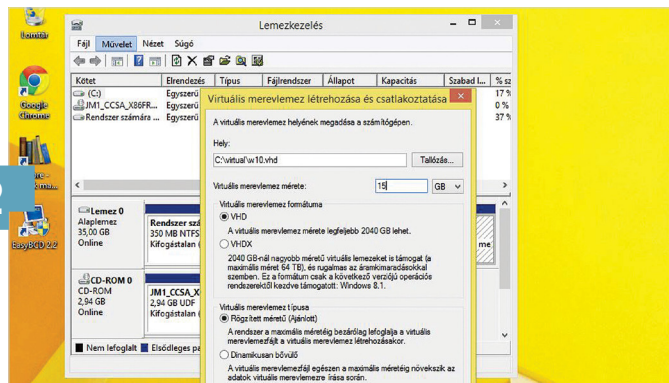 Lomtár
Google
Chrome
EasyBCD 2.2
Lemezkezelés
Fájl Művelet Nézet Súgó
Kötet Elrendezés Típus Fájlrendszer Állapot Kapacitás Szabad l... % sz
(C:) Egyszerű 17 %
JM1_CCSA_X86FR... Egyszerű 0 %
Rendszer számára ... Egyszerű 37 %
Virtuális merevlemez létrehozása és csatlakoztatása
A virtuális merevlemez helyének megadása a számítógépen.
Hely:
C:\virtual\w10.vhd Tallózás...
Virtuális merevlemez mérete: 15 GB
Virtuális merevlemez formátuma
VHD
A virtuális merevlemez mérete legfeljebb 2040 GB lehet.
VHDX
2040 GB-nál nagyobb méretű virtuális lemezeket is támogat (a
maximális méret 64 TB), és rugalmas az áramkimaradásokkal
szemben. Ez a formátum csak a következő verziójú operációs
rendszerektől kezdve támogatott: Windows 8.1.
Virtuális merevlemez típusa
Rögzített méretű (Ajánlott)
A rendszer a maximális méretéig bezárólag lefoglalja a virtuális
merevlemezfájlt a virtuális merevlemez létrehozásakor.
Dinamikusan bővülő
A virtuális merevlemezfájl egészen a maximális méretéig növekszik az
adatok virtuális merevlemezre írása során.
Lemez 0
Alaplemez
35,00 GB
Online
Rendszer szá
350 MB NTFS
Kifogástalan (
me
CD-ROM 0
CD-ROM
2,94 GB
Online
JM1_CCSA_X
2,94 GB UDF
Kifogástalan (
Nem lefoglalt Elsődleges pa